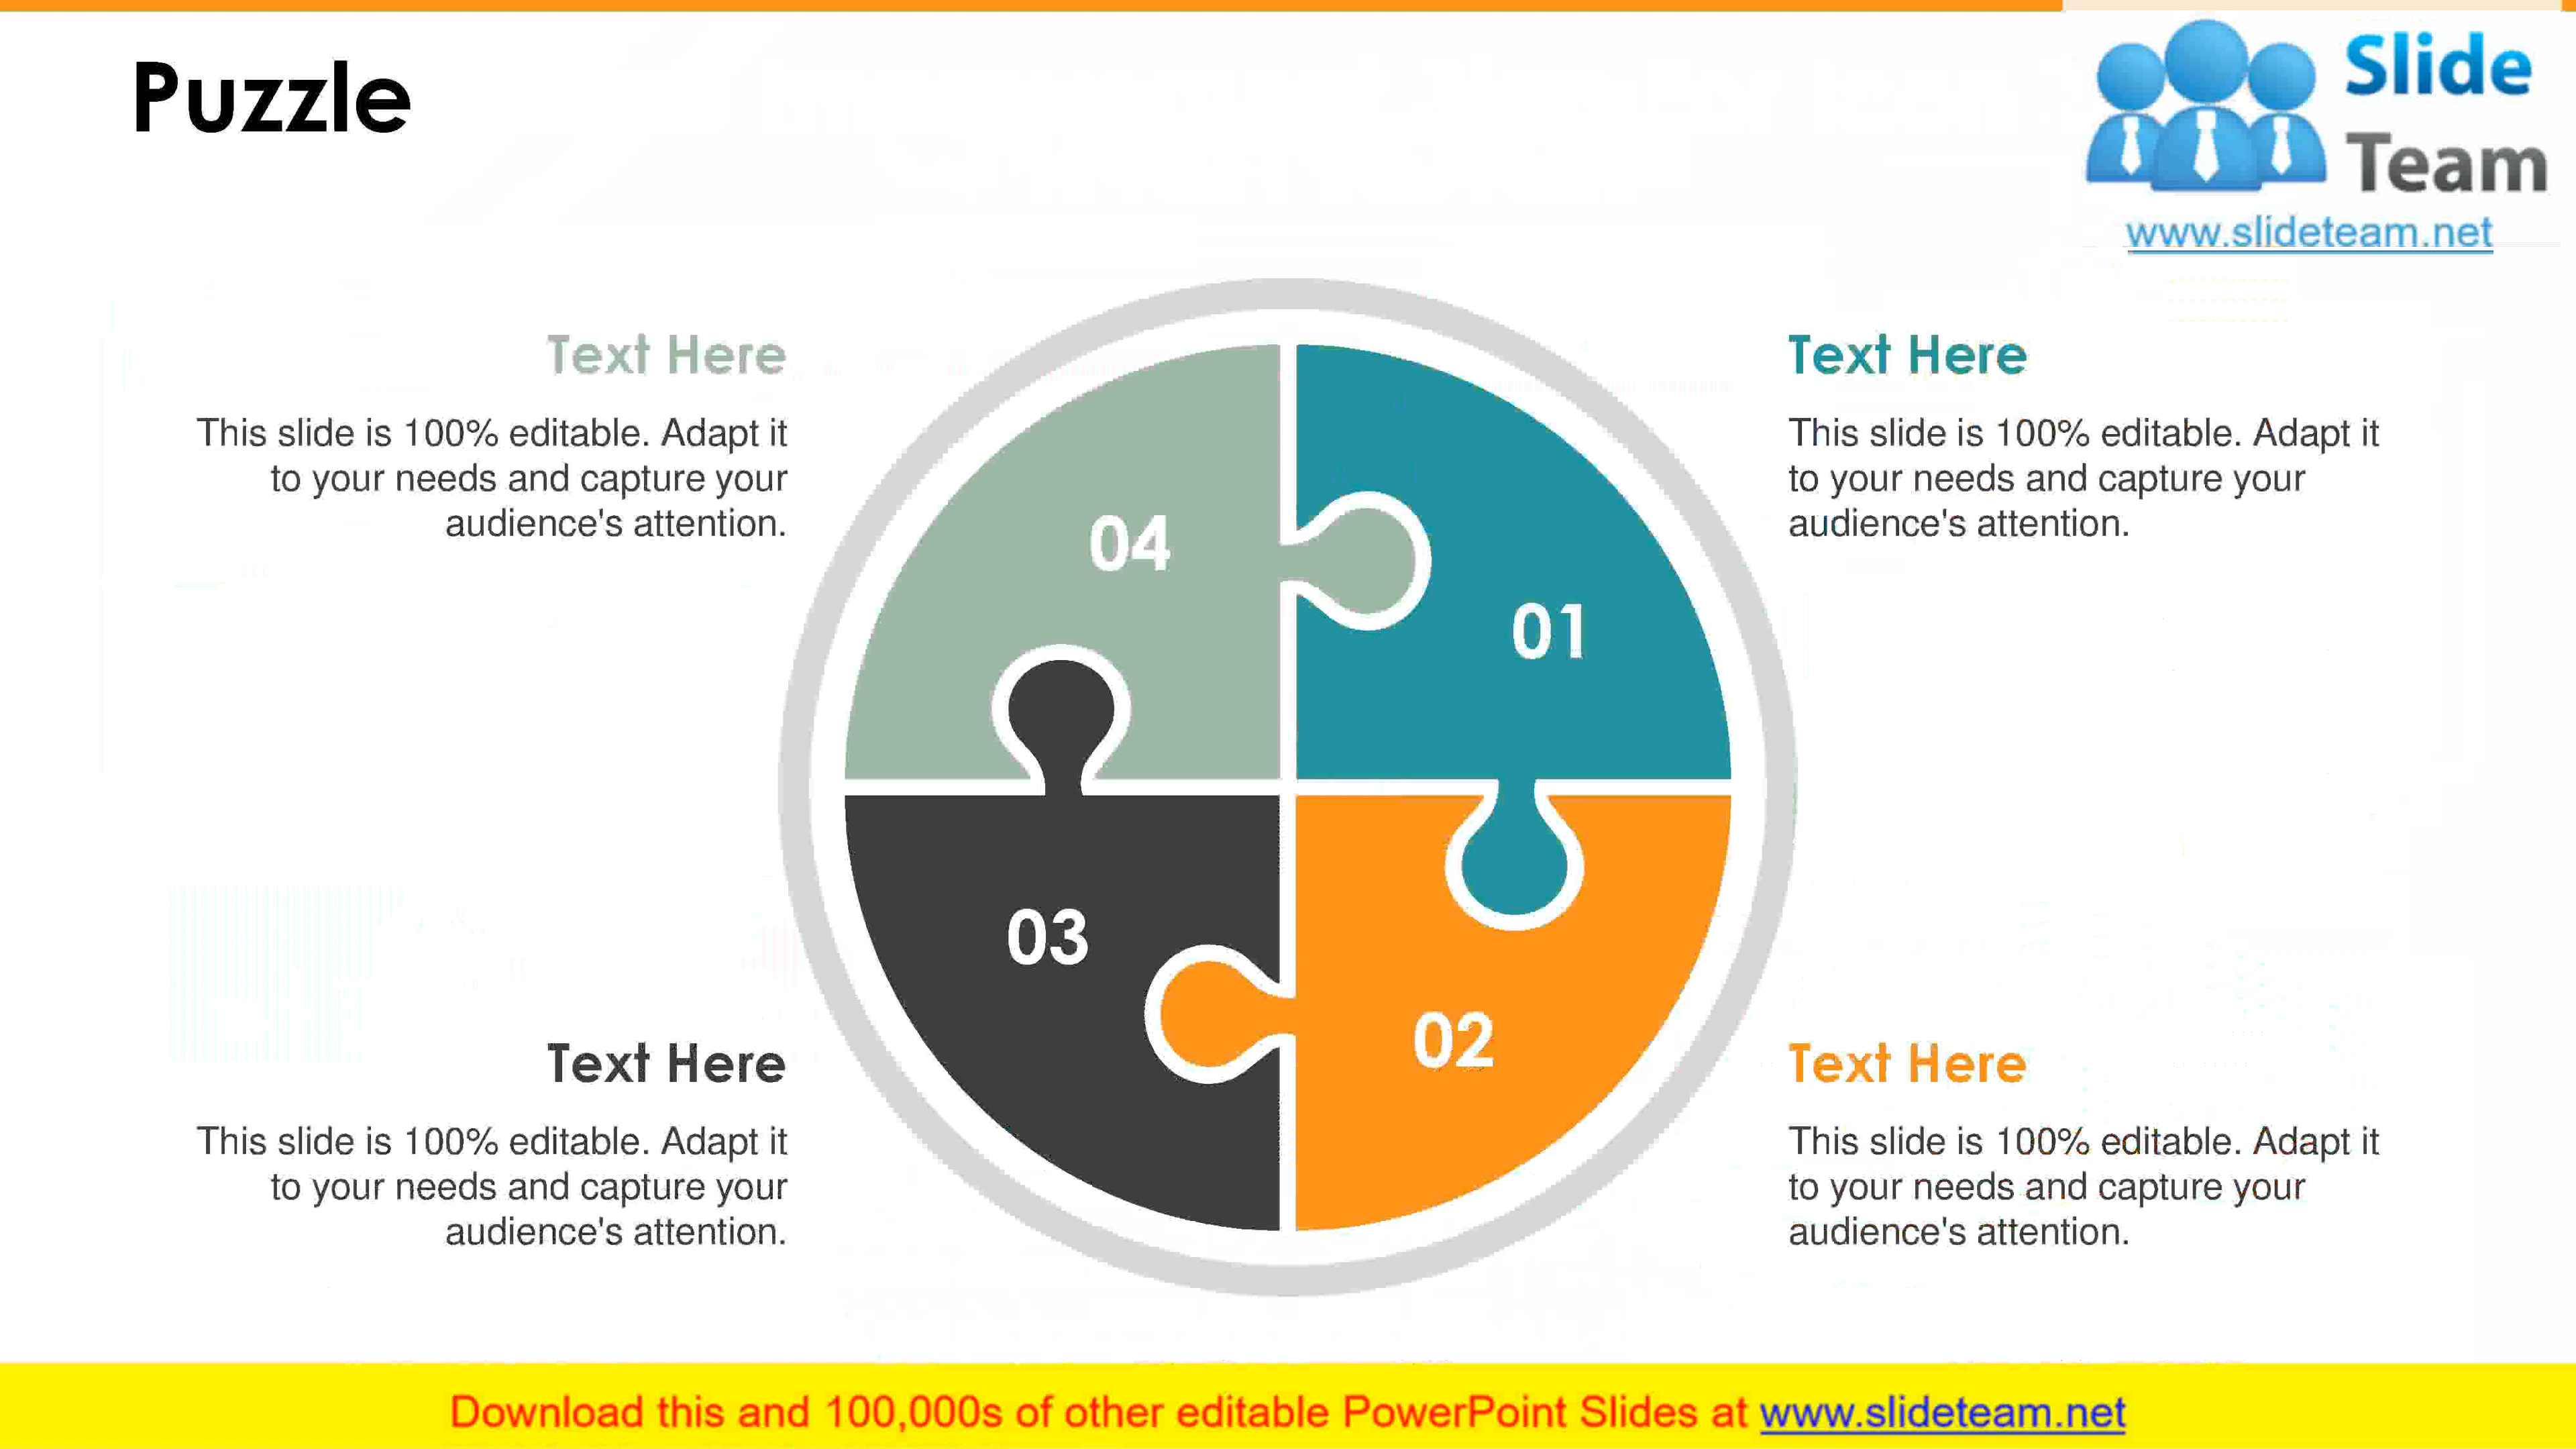 Puzzle
Slide
Team
www.slideteam.net
Text Here
This slide is 100% editable. Adapt it
to your needs and capture your
audience's attention.
Text Here
This slide is 100% editable. Adapt it
to your needs and capture your
audience's attention.
04
01
03
02
Text Here
This slide is 100% editable. Adapt it
to your needs and capture your
audience's attention.
Text Here
This slide is 100% editable. Adapt it
to your needs and capture your
audience's attention.
Download this and 100,000s of other editable PowerPoint Slides at www.slideteam.net